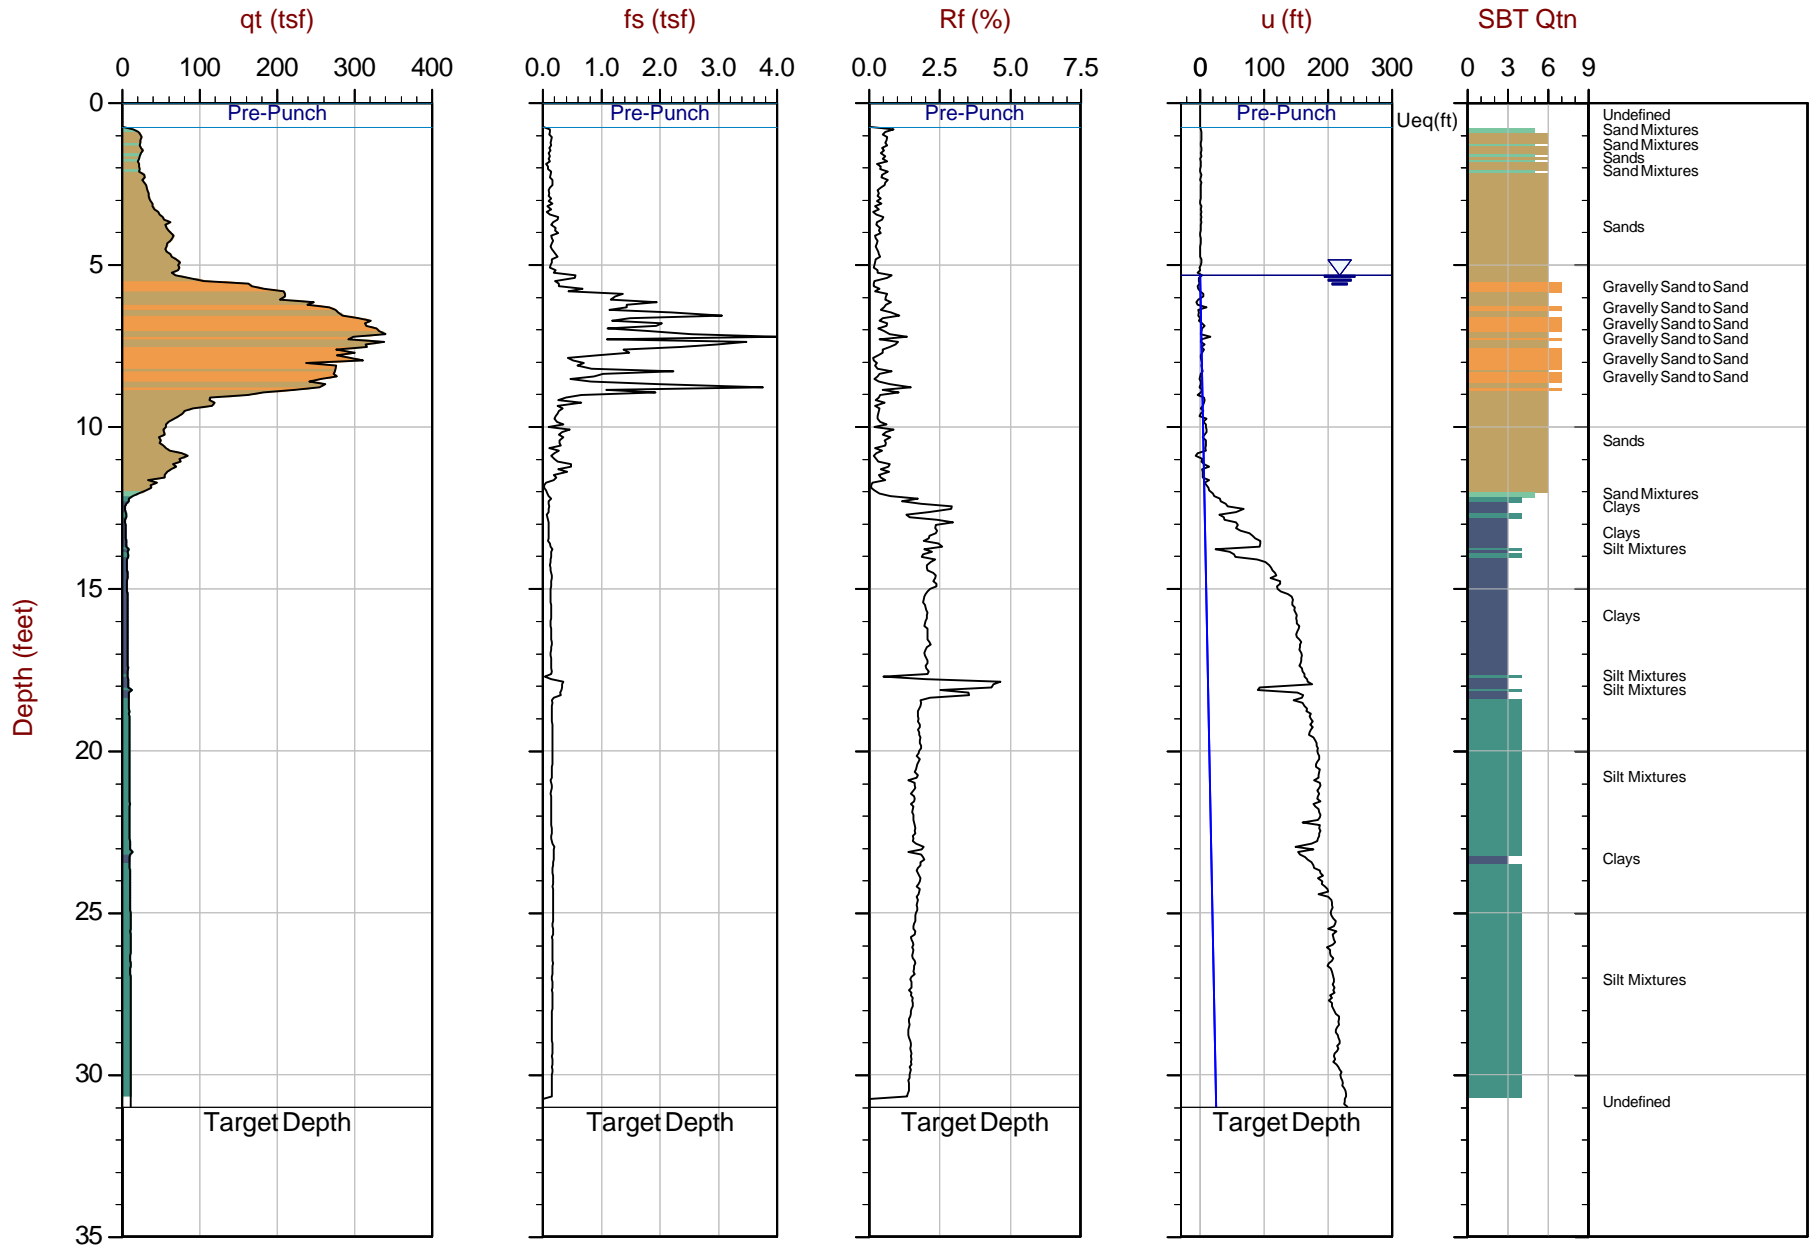 qt (tsf) fs (tsf) Rf (%) u (ft) SBT Qtn
0 100 200 300 400 0.0 1.0 2.0 3.0 4.0 0.0 2.5 5.0 7.5 0 100 200 300 0 3 6 9
0
Pre-Punch Pre-Punch Pre-Punch Pre-Punch
Ueq(ft)
Undefined
Sand Mixtures
Sand Mixtures
Sands
Sand Mixtures
Sands
5
Gravelly Sand to Sand
Gravelly Sand to Sand
Gravelly Sand to Sand
Gravelly Sand to Sand
Gravelly Sand to Sand
Gravelly Sand to Sand
10
Sands
Sand Mixtures
Clays
Clays
Silt Mixtures
15
Clays
Silt Mixtures
Silt Mixtures
Depth (feet)
20
Silt Mixtures
Clays
25
Silt Mixtures
30
Undefined
Target Depth Target Depth Target Depth Target Depth
35